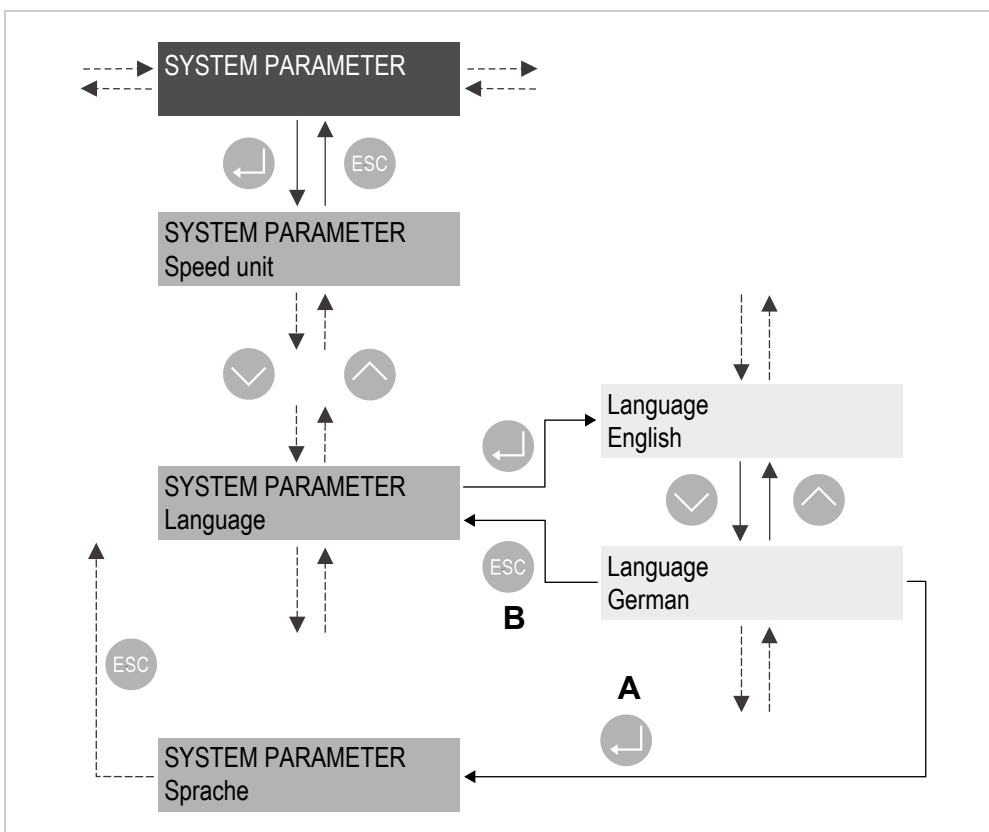 SYSTEM PARAMETER
ESC
SYSTEM PARAMETER
Speed unit
Language
English
SYSTEM PARAMETER
Language
ESC
B
Language
German
ESC
A
SYSTEM PARAMETER
Sprache